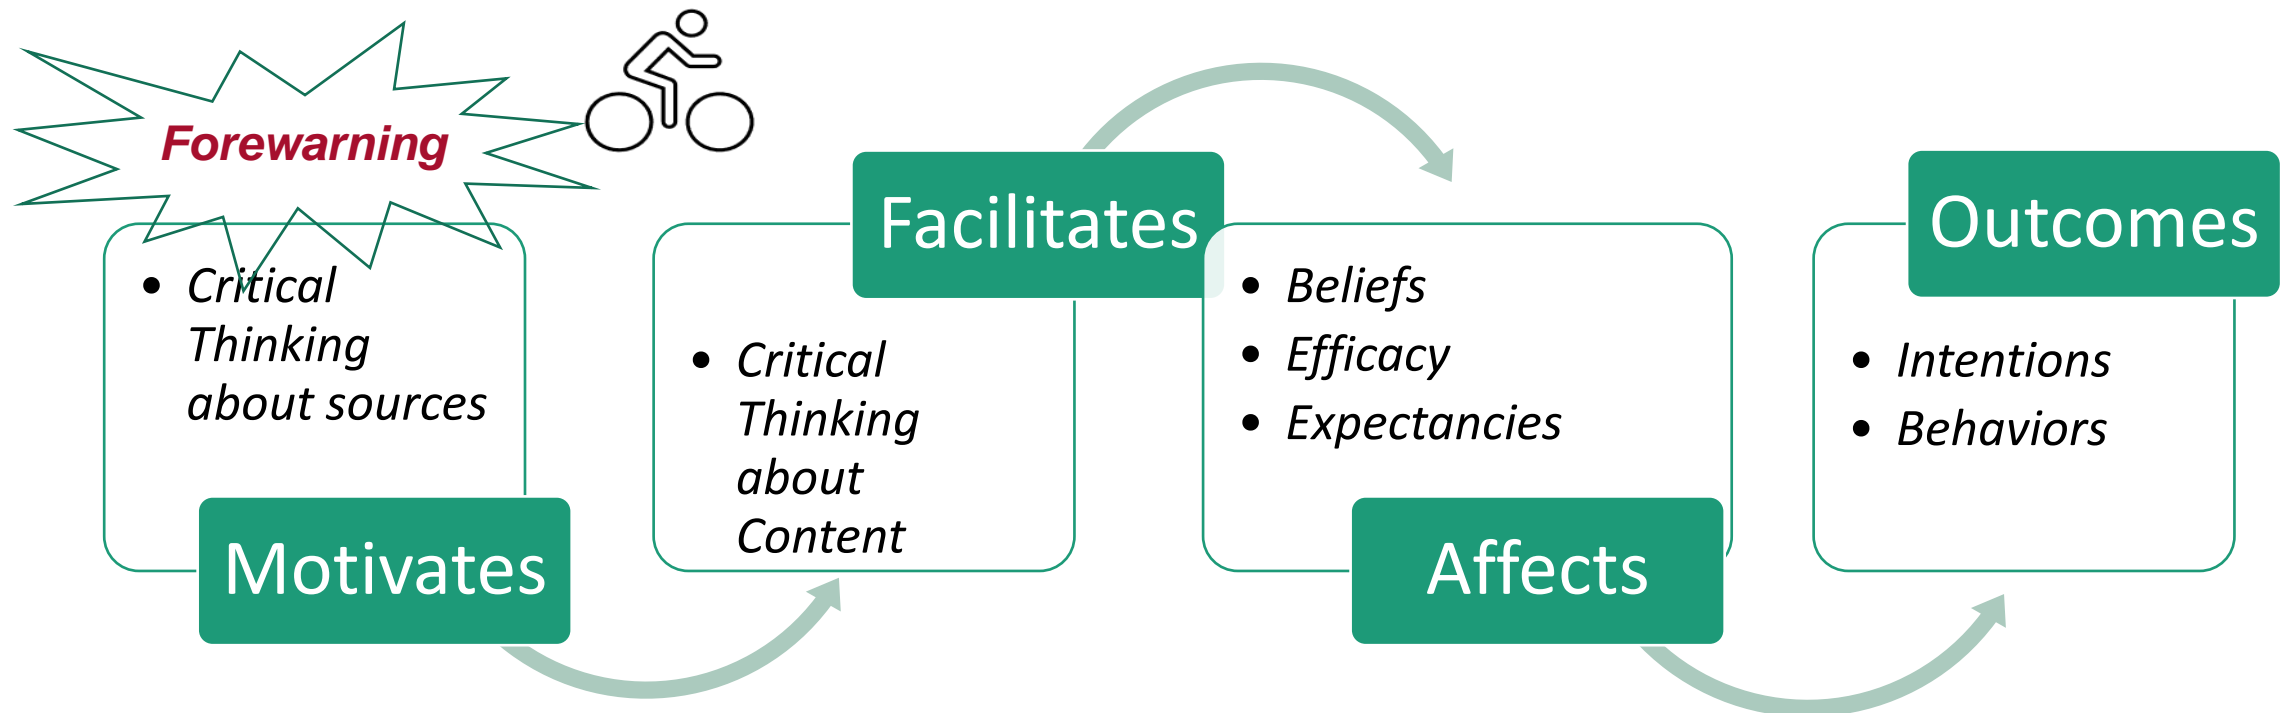 Forewarning
• Critical
Thinking
about sources
Motivates
Facilitates
• Critical
Thinking
about
Content
• Beliefs
• Efficacy
• Expectancies
Affects
Outcomes
• Intentions
• Behaviors